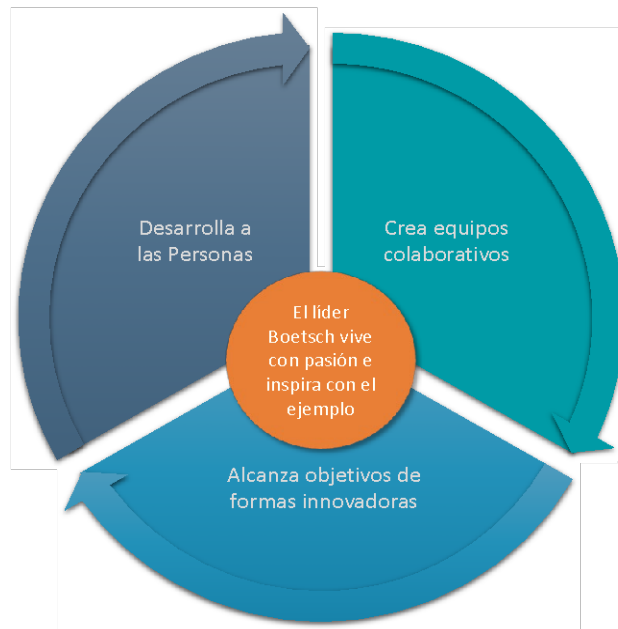 Desarrolla a
las Personas
Crea equipos
colaborativos
El líder
Boetsch vive
con pasión e
inspira con el
ejemplo
Alcanza objetivos de
formas innovadoras